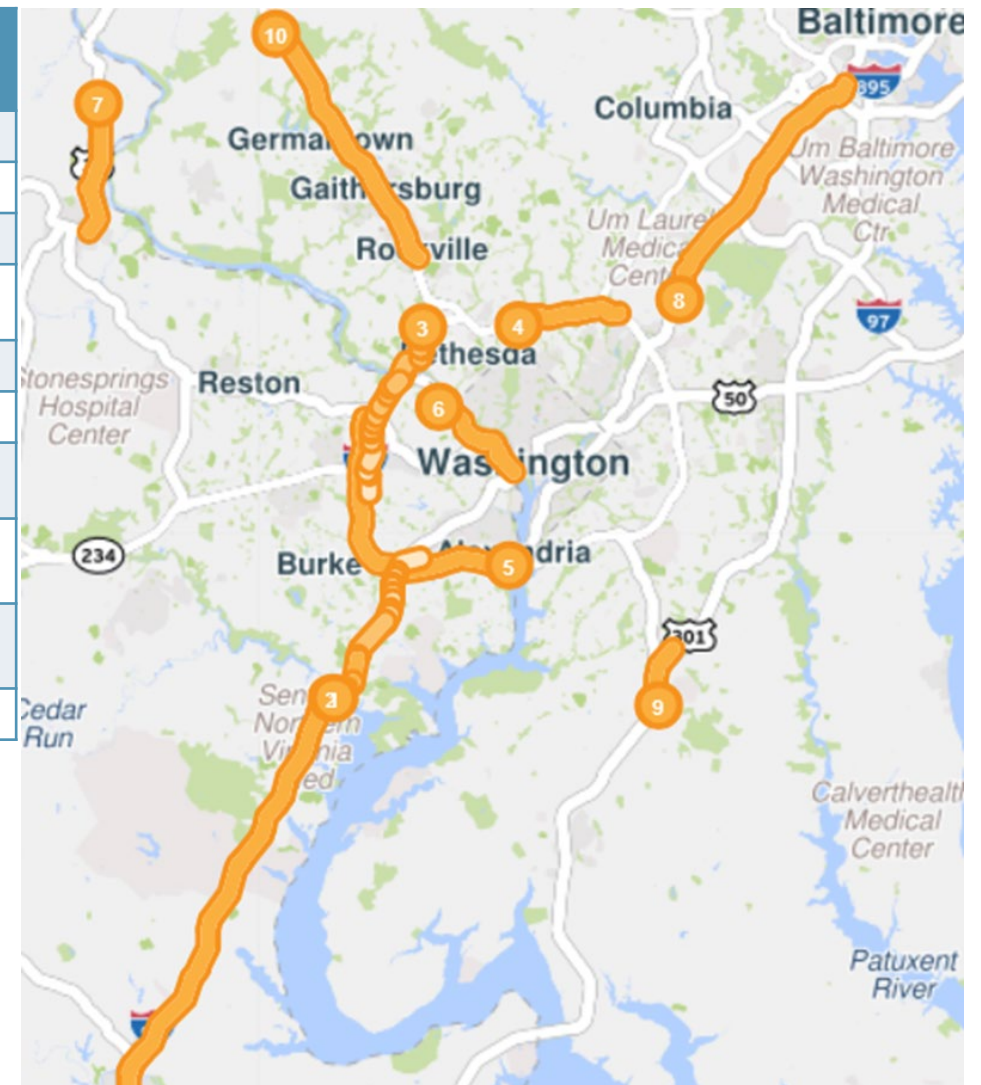 Baltimore
10
895
7
Columbia
Germantown
Um Baltimore
Washington
Medical
Ctr
Gaithersburg
Um Laurel
Medical
Center
Rockville
8
97
3
4
Bethesda
Stonesprings
Hospital
Center
Reston
50
6
Washington
234
Burke
Alexandria
5
301
9
Cedar
Run
2
Calverthealth
Medical
Center
Patuxent
River